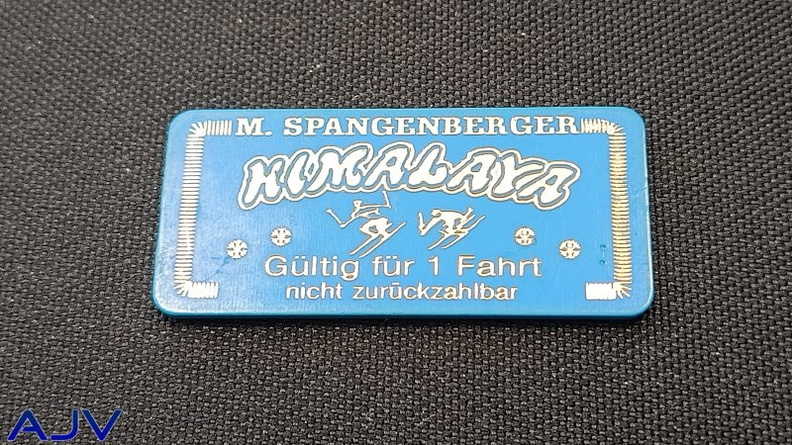 M. SPANGENBERGER
HIMALAYA
Gültig für 1 Fahrt
nicht zurückzahlbar
AJV